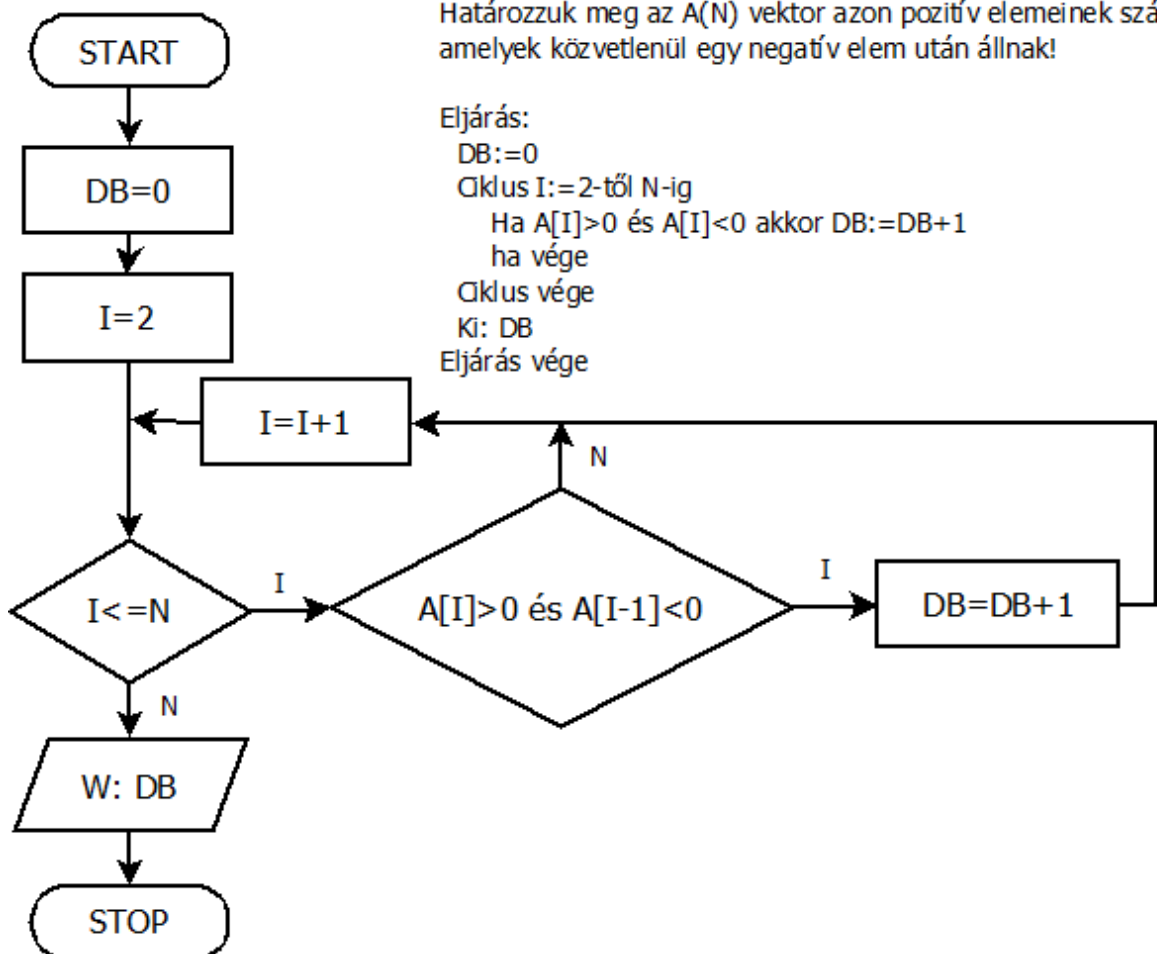 Határozzuk meg az A(N) vektor azon pozitív elemeinek
amelyek közvetlenül egy negatív elem után állnak!
Eljárás:
DB:=0
Ciklus I:=2-től N-ig
Ha A[I]>0 és A[I]<0 akkor DB:=DB+1
ha vége
Ciklus vége
Ki: DB
Eljárás vége
START
DB=0
I=2
I=I+1
N
I<=N
I
A[I]>0 és A[I-1]<0
I
DB=DB+1
N
W: DB
STOP